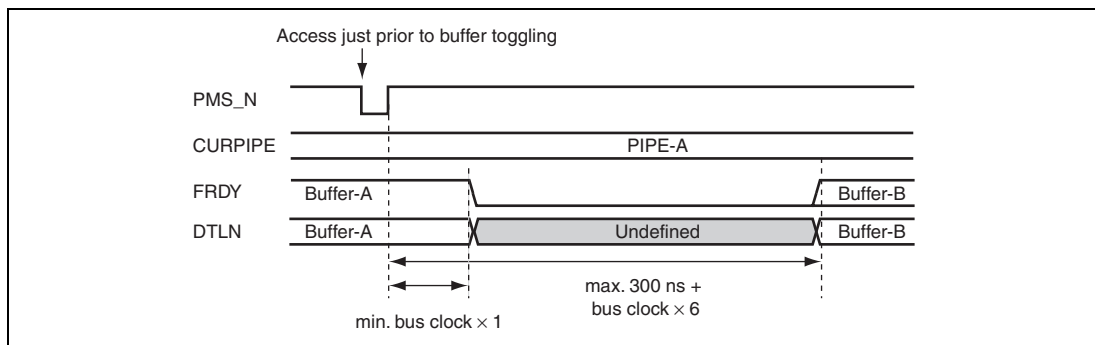 Access just prior to buffer toggling
PMS_N
CURPIPE
PIPE-A
FRDY
Buffer-A
Buffer-B
DTLN
Buffer-A
Undefined
Buffer-B
max. 300 ns +
bus clock × 6
min. bus clock × 1